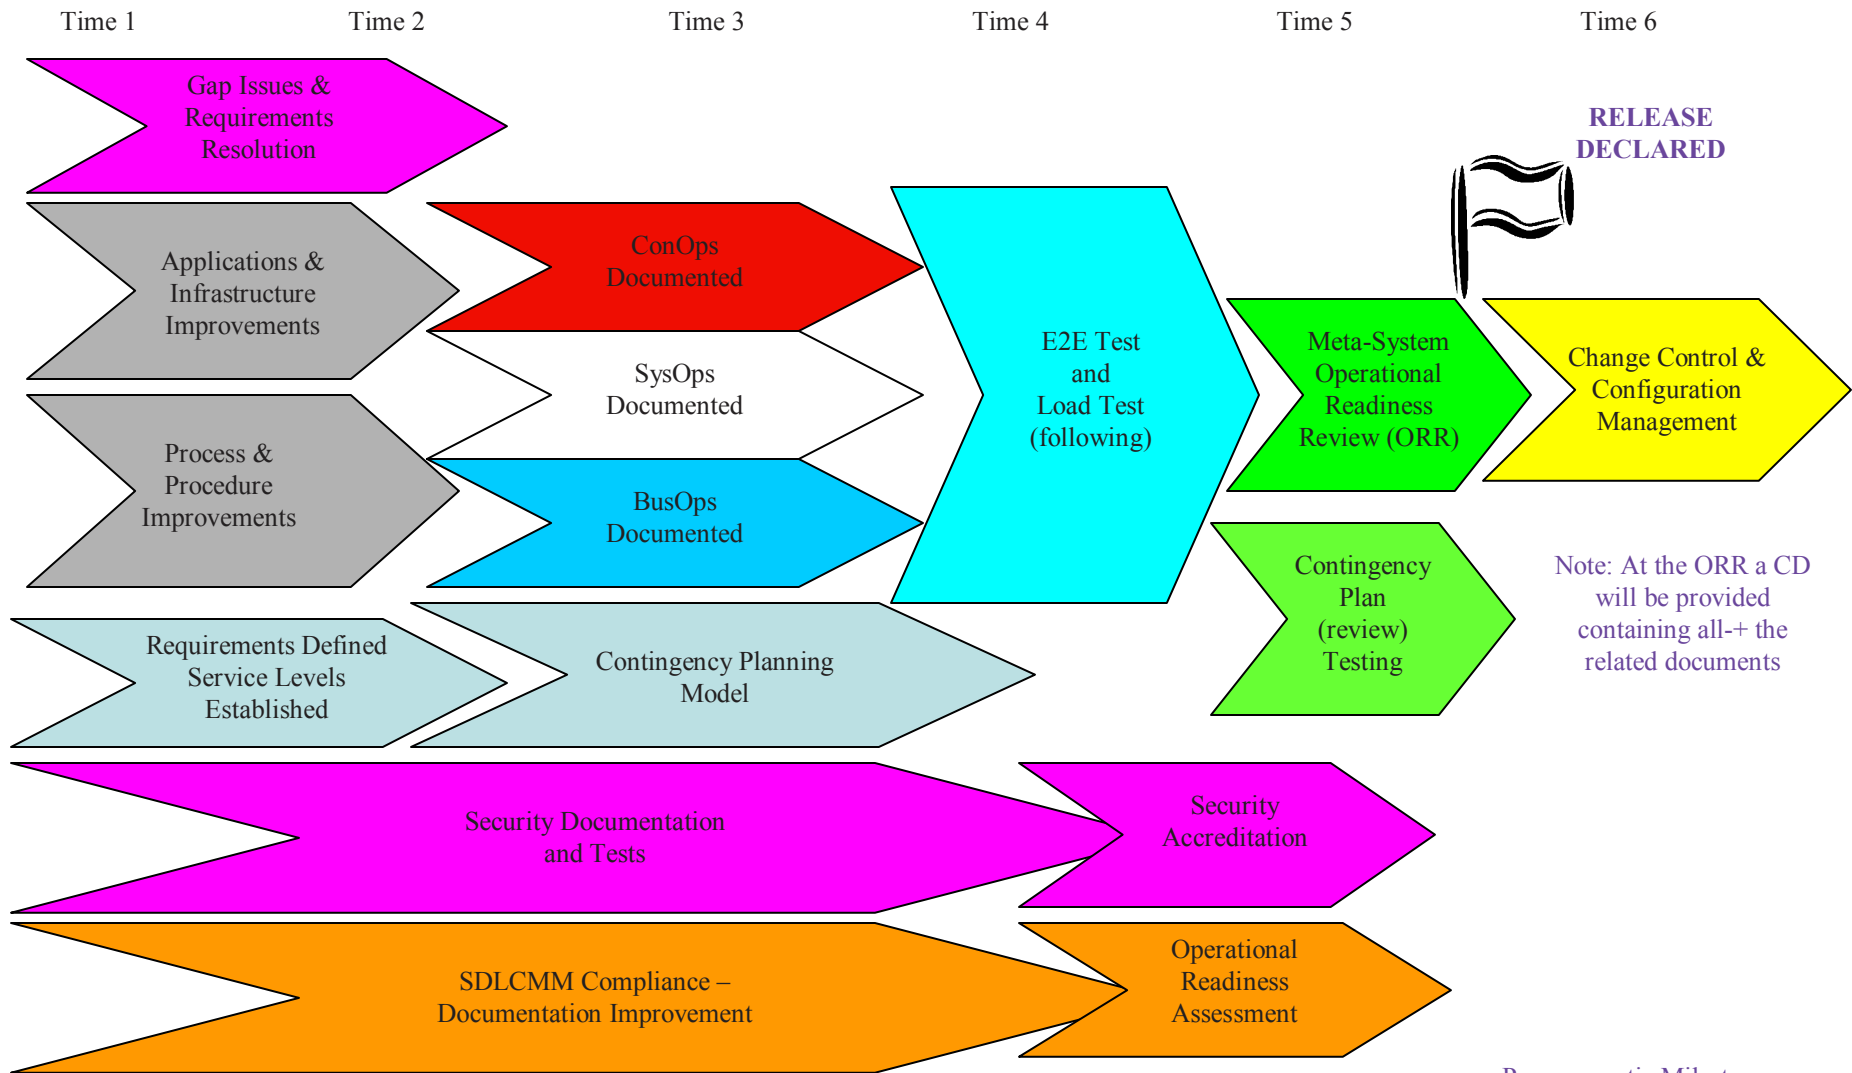 Time 1 Time 2 Time 3 Time 4 Time 5 Time 6
Gap Issues &
Requirements
Resolution
RELEASE
DECLARED
Applications &
Infrastructure
Improvements
ConOps
Documented
SysOps
Documented
Process &
Procedure
Improvements
BusOps
Documented
E2E Test
and
Load Test
(following)
Meta-System
Operational
Readiness
Review (ORR)
Change Control &
Configuration
Management
Requirements Defined
Service Levels
Established
Contingency Planning
Model
Contingency
Plan
(review)
Testing
Note: At the ORR a CD
will be provided
containing all-+ the
related documents
Security Documentation
and Tests
Security
Accreditation
SDLCMM Compliance –
Documentation Improvement
Operational
Readiness
Assessment